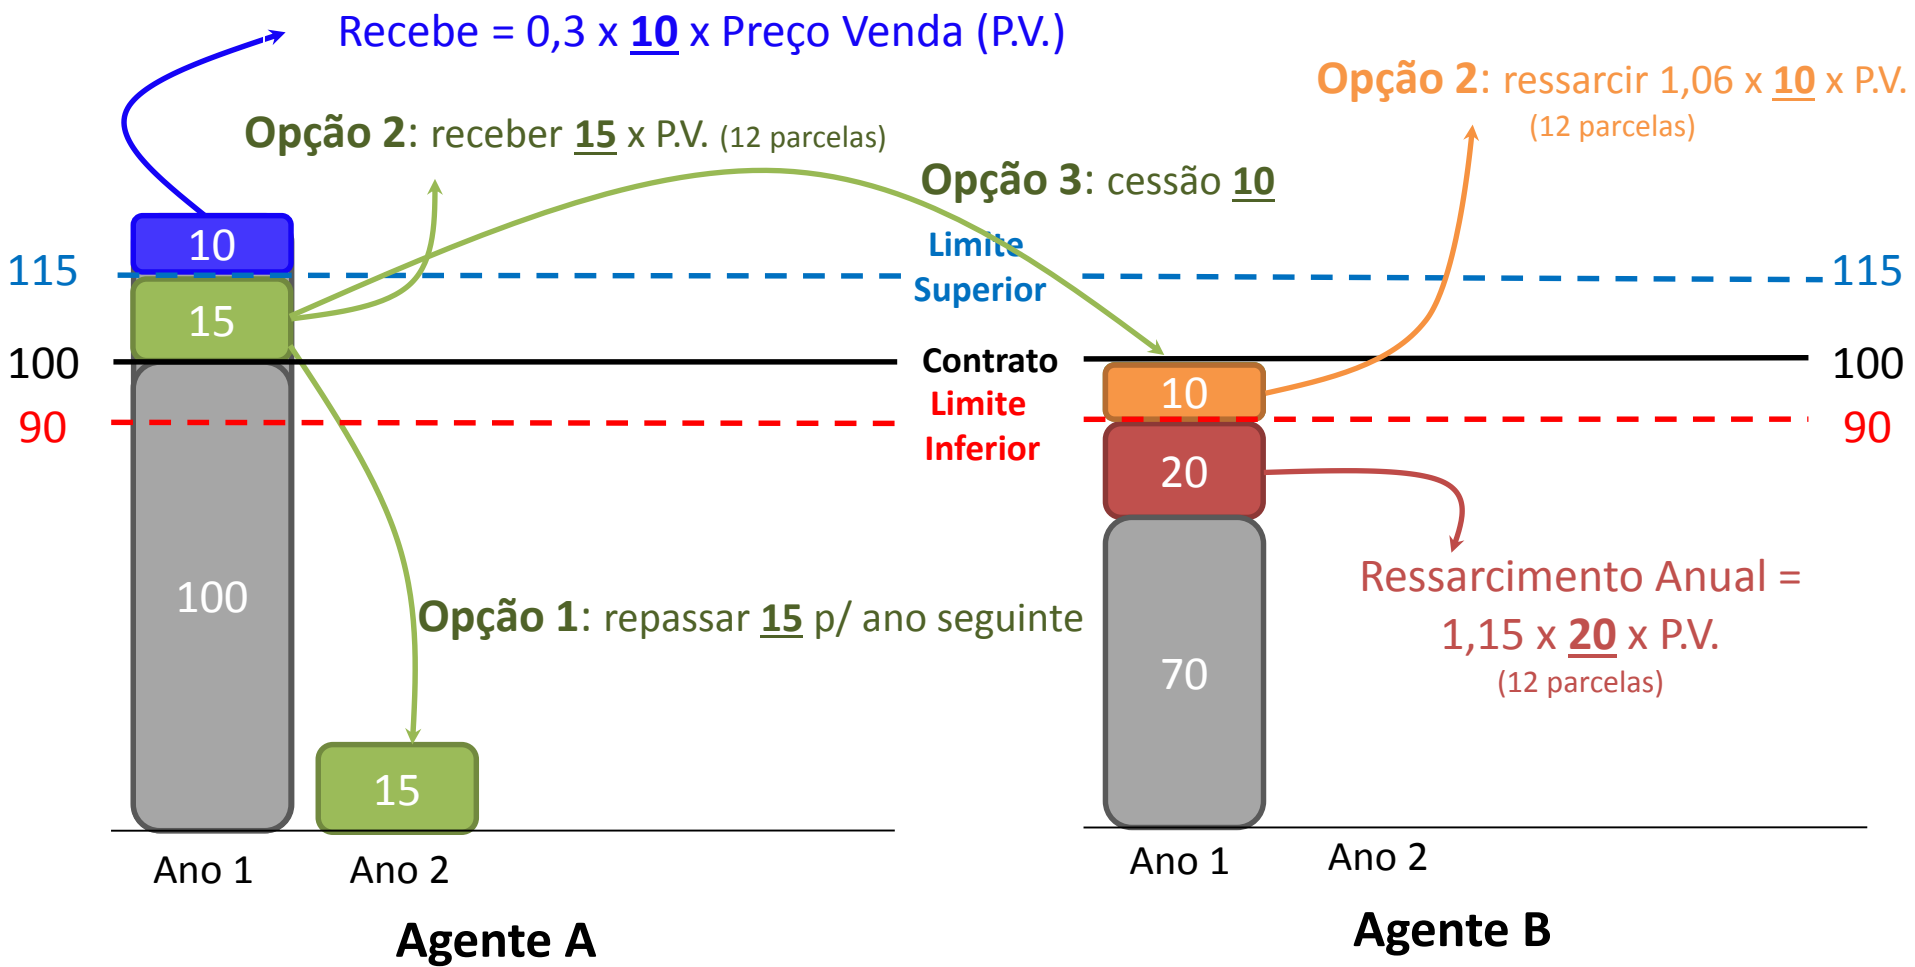 Recebe = 0,3 x 10 x Preço Venda (P.V.)
Opção 2: ressarcir 1,06 x 10 x P.V.
(12 parcelas)
Opção 2: receber 15 x P.V. (12 parcelas)
Opção 3: cessão 10
10
Limite
Superior
115
115
15
100
Contrato
100
10
90
Limite
Inferior
90
20
100
Ressarcimento Anual =
1,15 x 20 x P.V.
(12 parcelas)
Opção 1: repassar 15 p/ ano seguinte
70
15
Ano 1
Ano 2
Ano 1
Ano 2
Agente A
Agente B